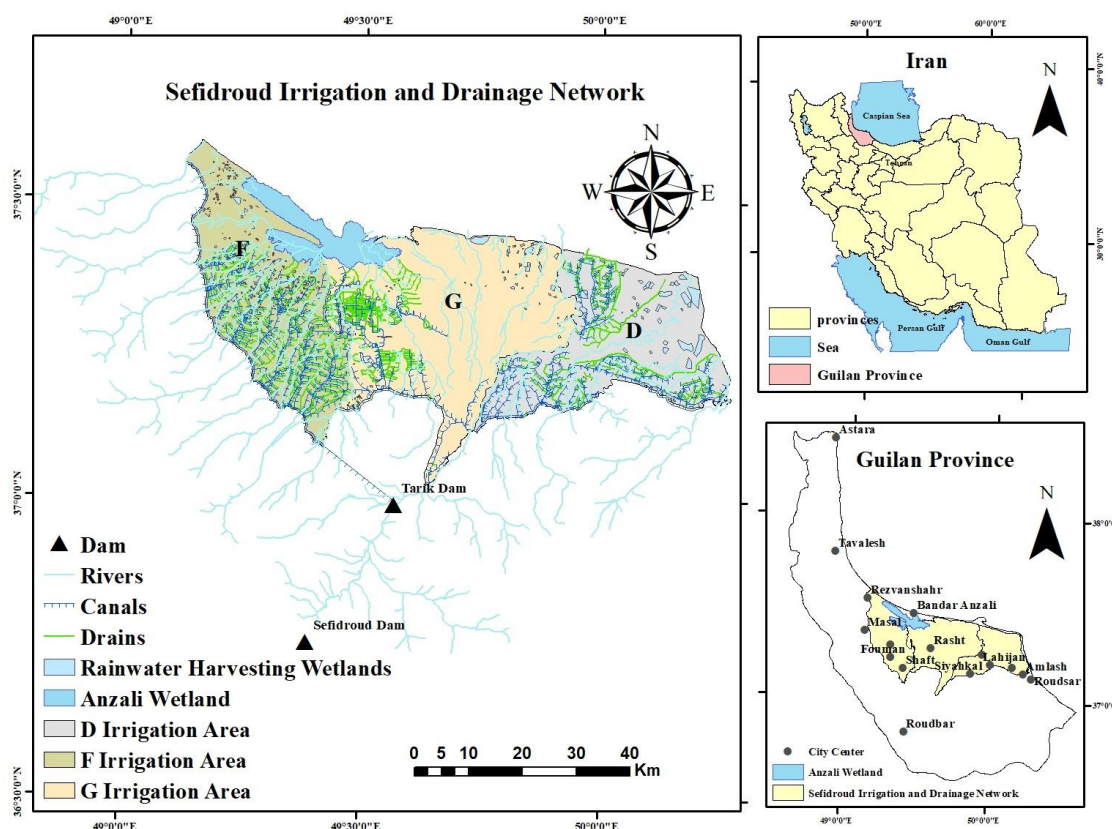 49°0'0"E
49°30'0"E
50°0'0"E
Sefidroud Irrigation and Drainage Network
N
W
E
S
37°30'0"N
37°0'0"N
36°30'0"N
F
G
D
Tarik Dam
Sefidroud Dam
Dam
Rivers
Canals
Drains
Rainwater Harvesting Wetlands
Anzali Wetland
D Irrigation Area
F Irrigation Area
G Irrigation Area
0 5 10 20 30 40
Km
49°0'0"E
49°30'0"E
50°0'0"E
50°0'0"E
60°0'0"E
Iran
N
Caspian Sea
Tehran
40°0'0"N
30°0'0"N
Persan Gulf
Oman Gulf
provinces
Sea
Guilan Province
Guilan Province
N
Astara
Tavalesh
Rezvanshahr
Bandar Anzali
Masal
Fouman
Rasht
Shaft
Siyahkal
Lahijan
Amlash
Roudsar
Roudbar
38°0'0"N
37°0'0"N
City Center
Anzali Wetland
Sefidroud Irrigation and Drainage Network
49°0'0"E
50°0'0"E